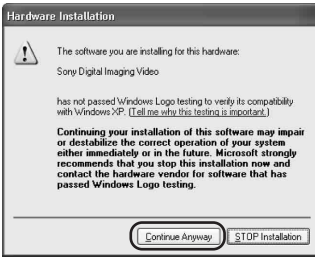 Hardware Installation
The software you are installing for this hardware:
Sony Digital Imaging Video
has not passed Windows Logo testing to verify its compatibility
with Windows XP. (Tell me why this testing is important.)
Continuing your installation of this software may impair
or destabilize the correct operation of your system
either immediately or in the future. Microsoft strongly
recommends that you stop this installation now and
contact the hardware vendor for software that has
passed Windows Logo testing.
Continue Anyway STOP Installation